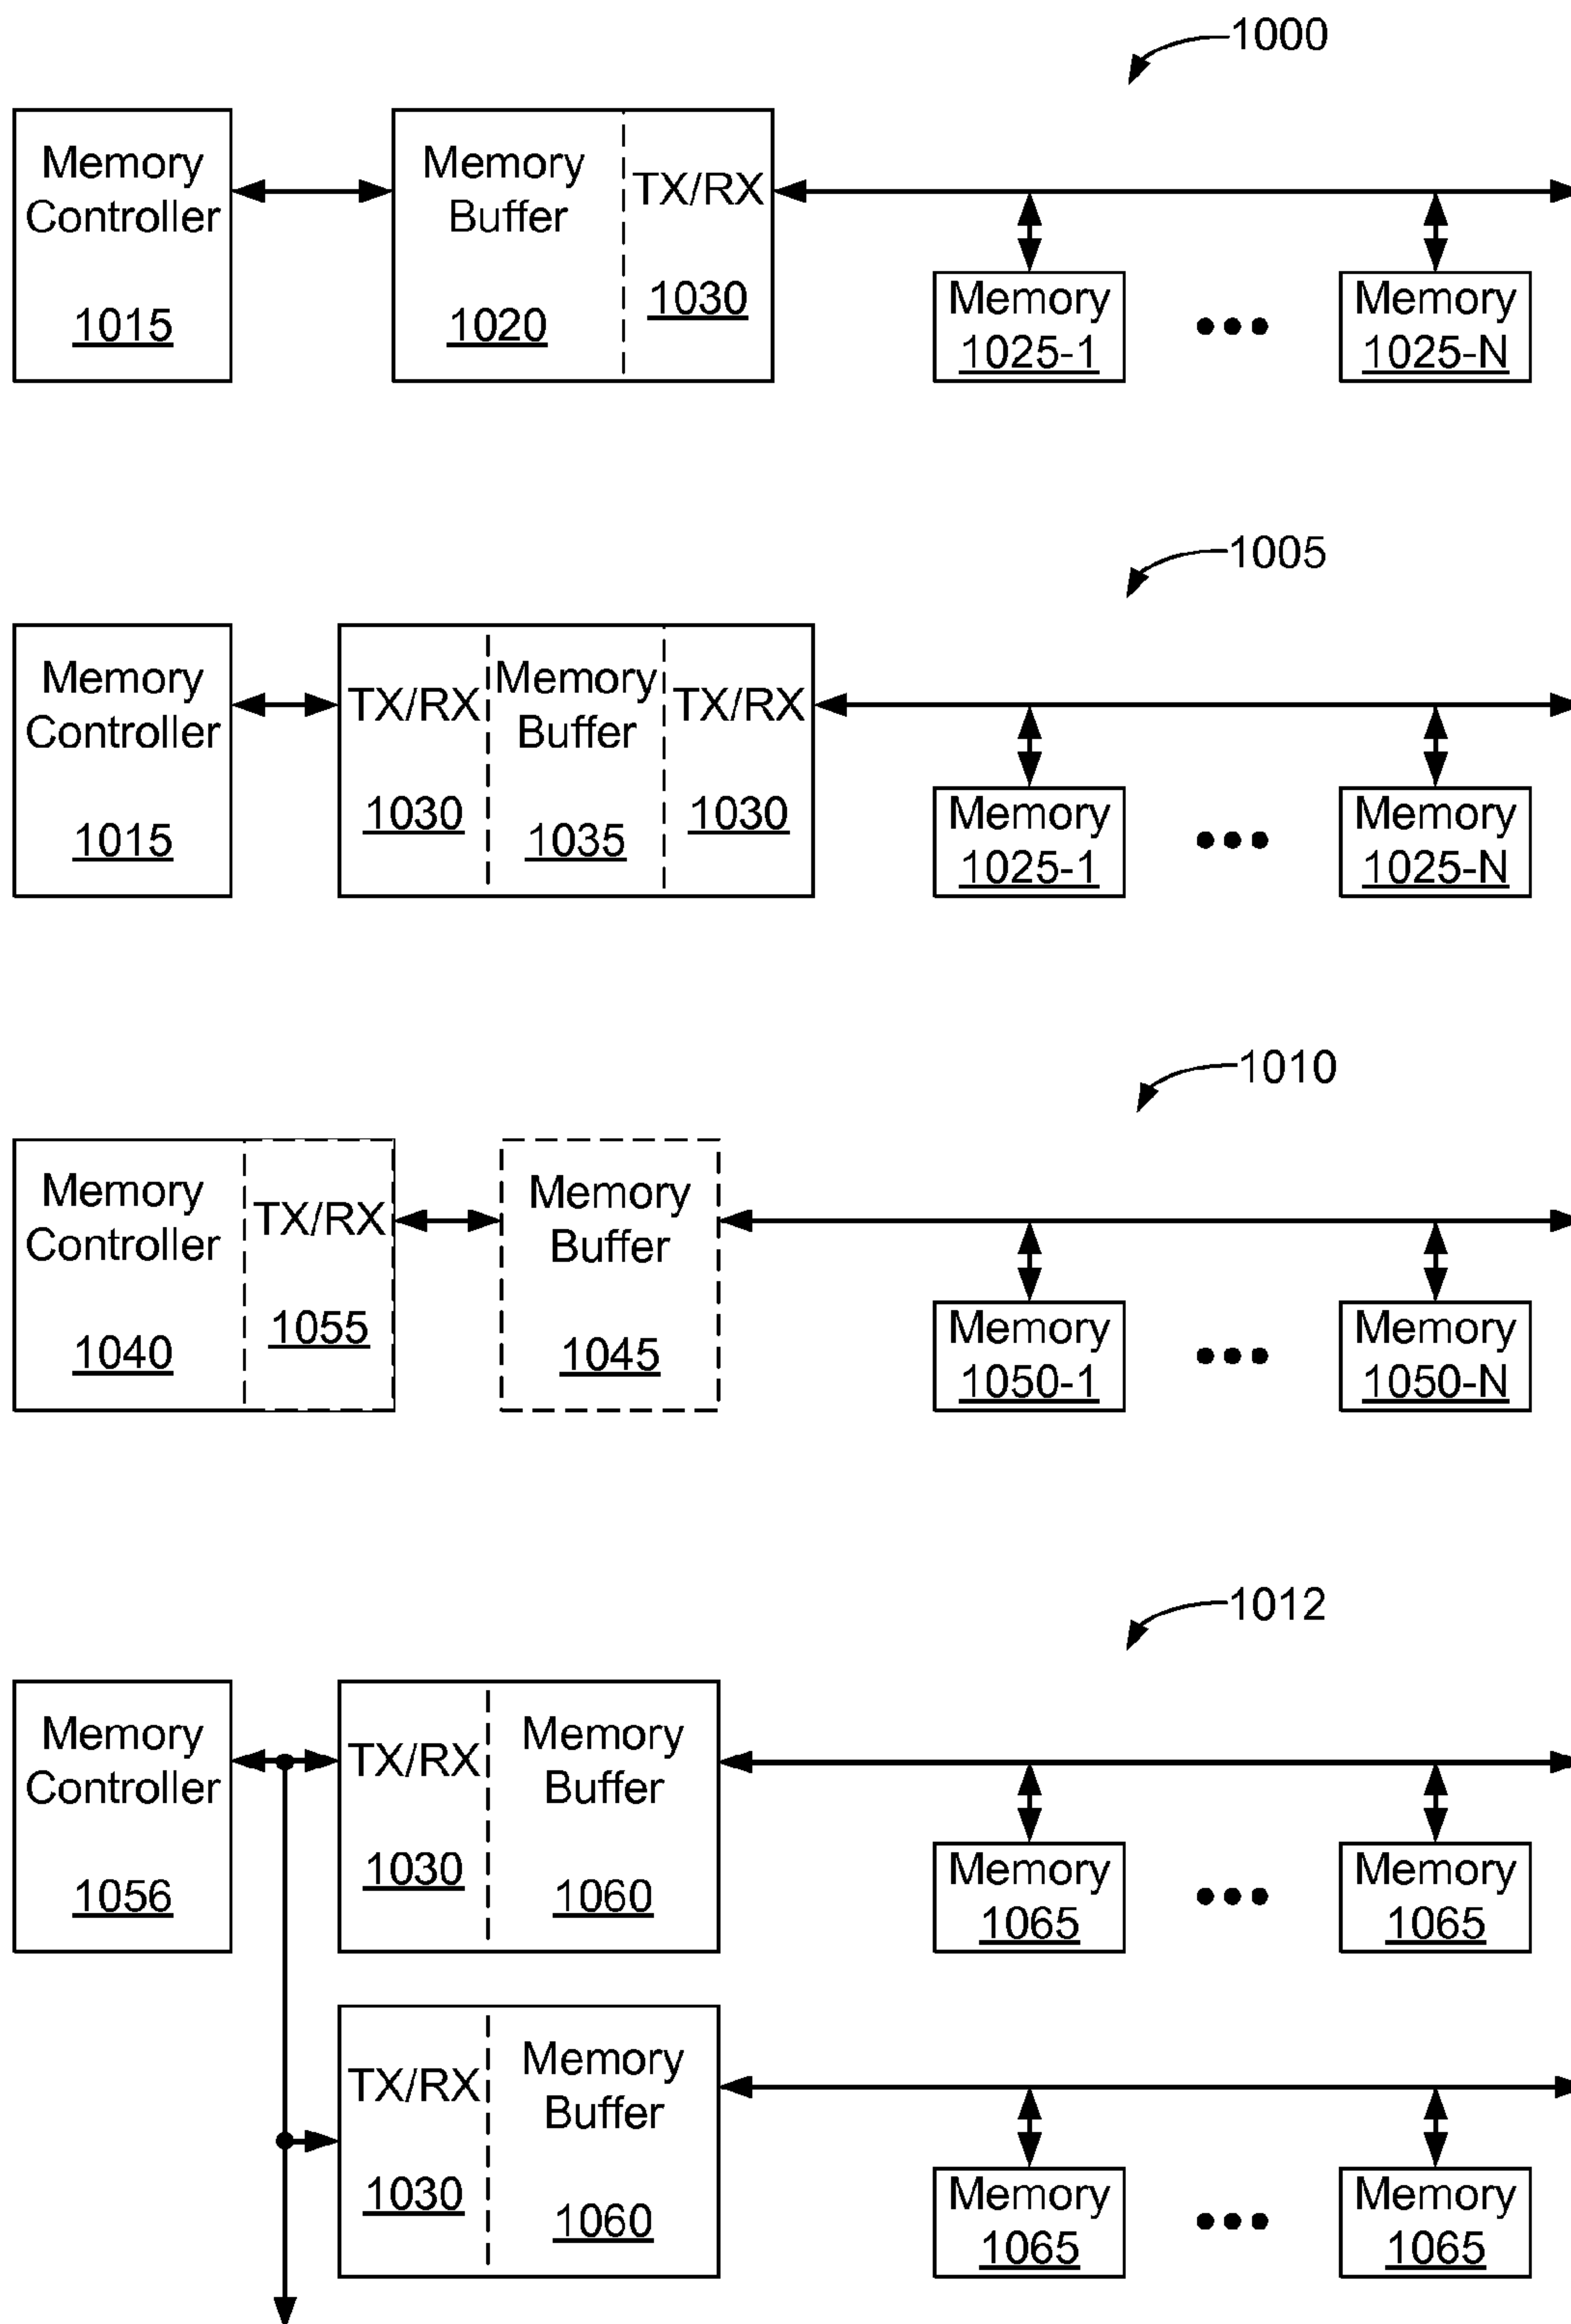 1000
Memory
Controller
1015
Memory
Buffer
1020
TX/RX
1030
Memory
1025-1
Memory
1025-N
1005
Memory
Controller
1015
TX/RX
1030
Memory
Buffer
1035
TX/RX
1030
Memory
1025-1
Memory
1025-N
1010
Memory
Controller
1040
TX/RX
1055
Memory
Buffer
1045
Memory
1050-1
Memory
1050-N
1012
Memory
Controller
1056
TX/RX
1030
Memory
Buffer
1060
Memory
1065
Memory
1065
TX/RX
1030
Memory
Buffer
1060
Memory
1065
Memory
1065